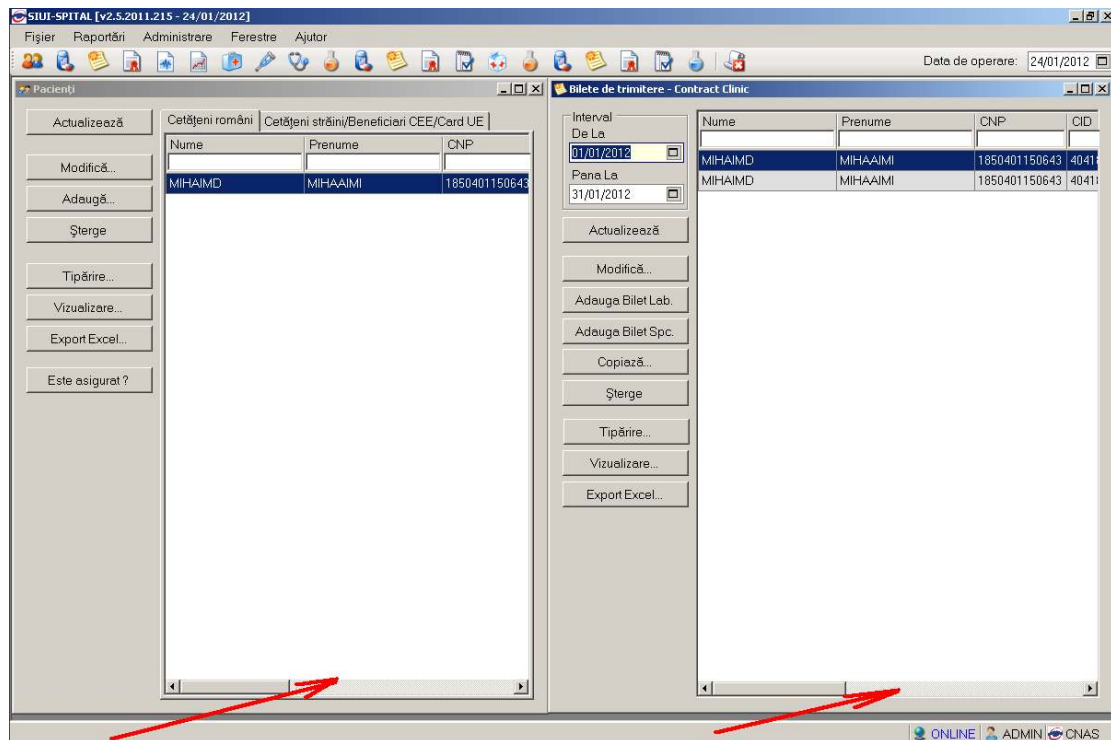 SIUI-SPITAL [v2.5.2011.215 - 24/01/2012]
Fişier Raportări Administrare Ferestre Ajutor
Data de operare: 24/01/2012
Pacienţi
Actualizează
Modifică...
Adaugă...
Şterge
Tipărire...
Vizualizare...
Export Excel...
Este asigurat ?
Cetăţeni români Cetăţeni străini/Beneficiari CEE/Card UE
Nume Prenume CNP
MIHAIMD MIHAAIMI 1850401150643
Bilete de trimitere - Contract Clinic
Interval
De La
01/01/2012
Pana La
31/01/2012
Actualizează
Modifică...
Adauga Bilet Lab.
Adauga Bilet Spc.
Copiază...
Şterge
Tipărire...
Vizualizare...
Export Excel...
Nume Prenume CNP CID
MIHAIMD MIHAAIMI 1850401150643 4041
MIHAIMD MIHAAIMI 1850401150643 4041
ONLINE ADMIN CNAS